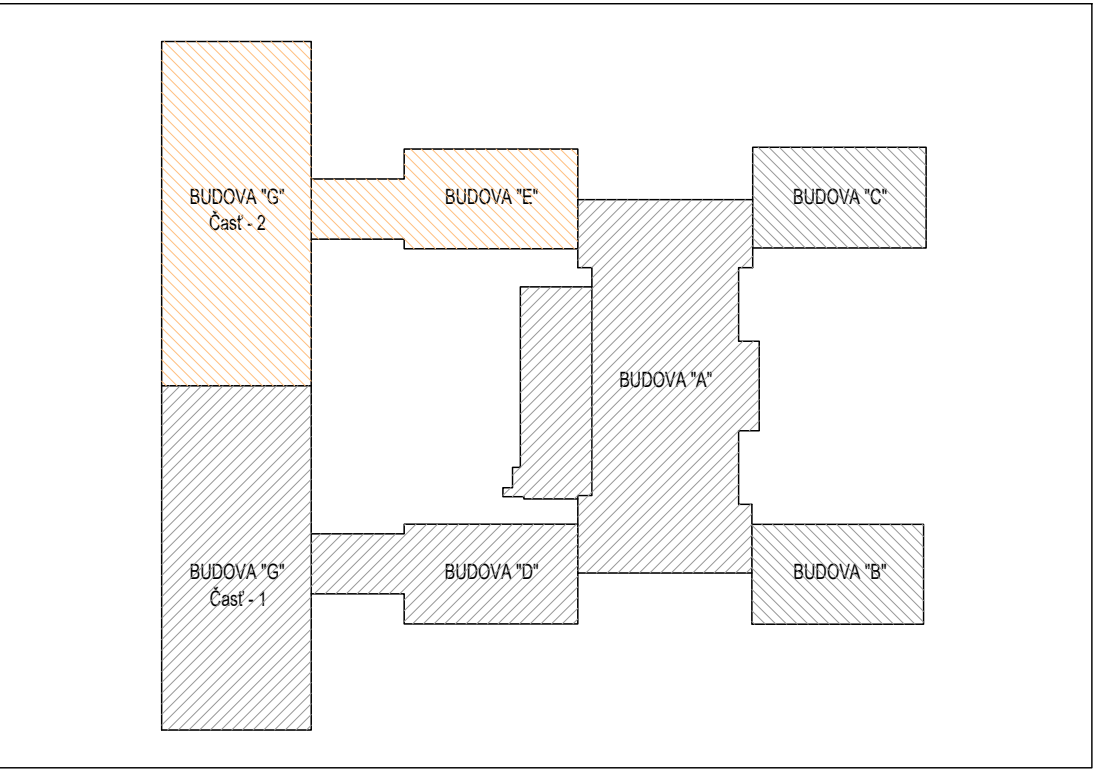 BUDOVA "G"
Časť - 2
BUDOVA "E"
BUDOVA "C"
BUDOVA "A"
BUDOVA "G"
Časť - 1
BUDOVA "D"
BUDOVA "B"